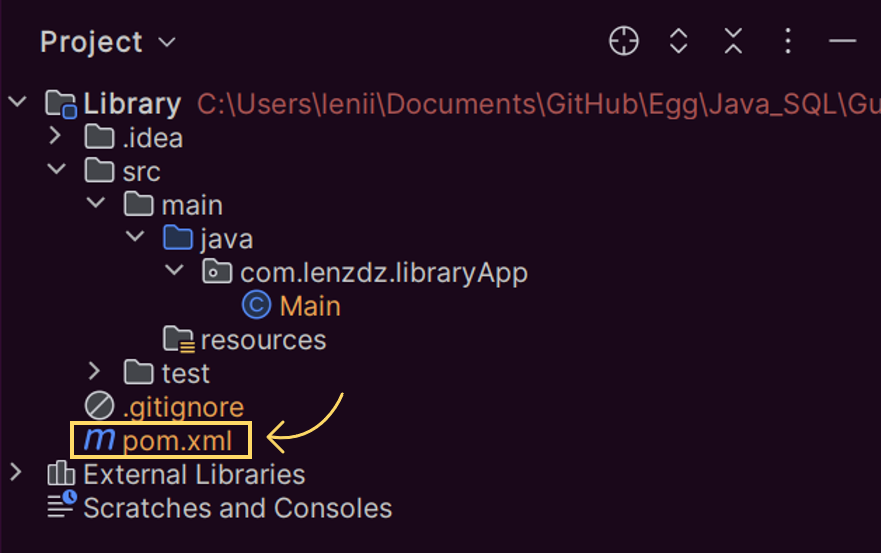 Project
Library C:\Users\lenii\Documents\GitHub\Egg\Java_SQL\Gu
.idea
src
main
java
com.lenzdz.libraryApp
C Main
resources
test
.gitignore
m pom.xml
External Libraries
Scratches and Consoles